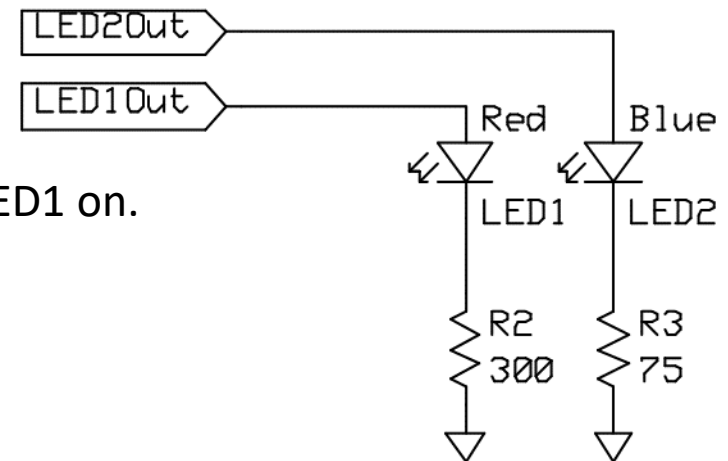 LED2Out
LED1Out
Red
Blue
ED1 on.
LED1
LED2
R2
300
R3
75